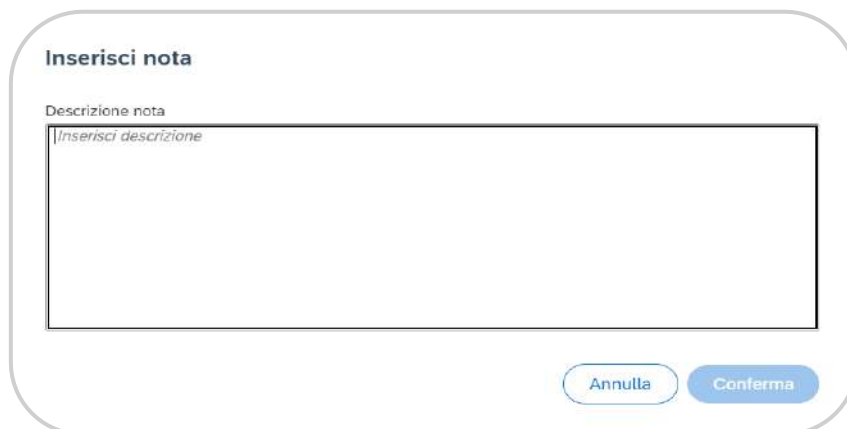 Inserisci nota
Descrizione nota
Inserisci descrizione
Annulla Conferma